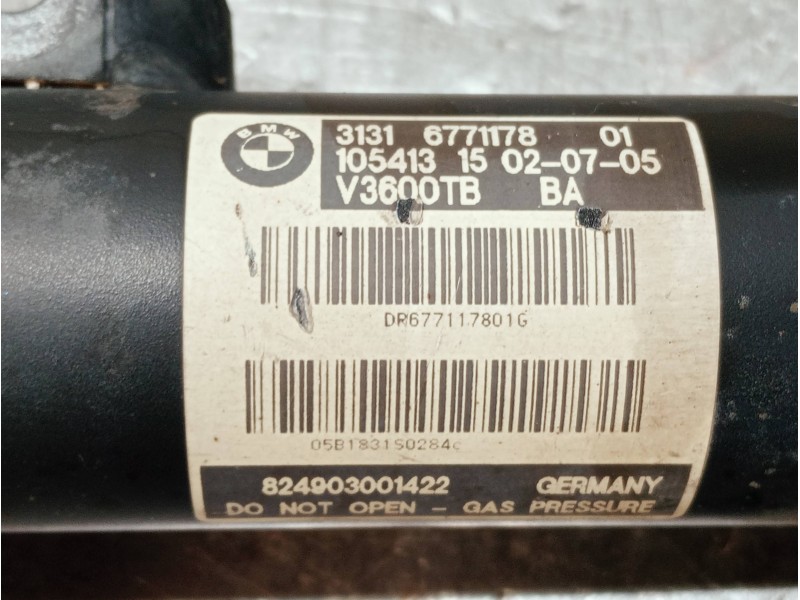 BMW
3131 6771178 01
105413 15 02-07-05
V3600TB BA
DR677117801G
05B1831S0284c
824903001422 GERMANY
DO NOT OPEN - GAS PRESSURE